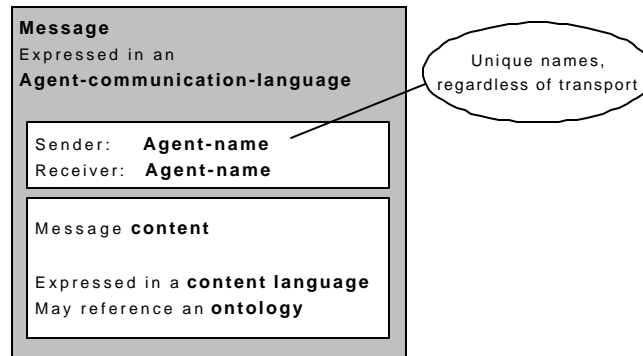 Message
Expressed in an
Agent-communication-language
Unique names,
regardless of transport
Sender: Agent-name
Receiver: Agent-name
Message content
Expressed in a content language
May reference an ontology